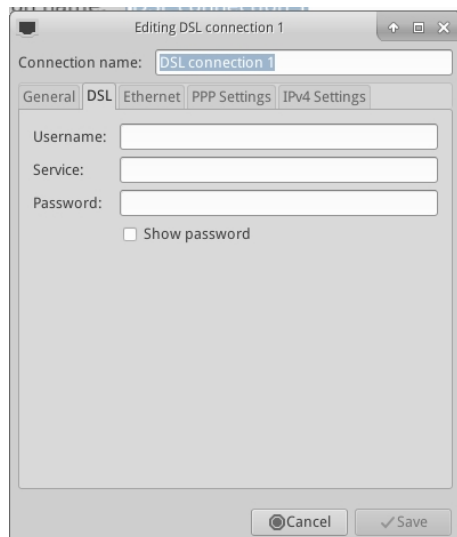 Editing DSL connection 1
Connection name: DSL connection 1
General DSL Ethernet PPP Settings IPv4 Settings
Username:
Service:
Password:
Show password
Cancel Save